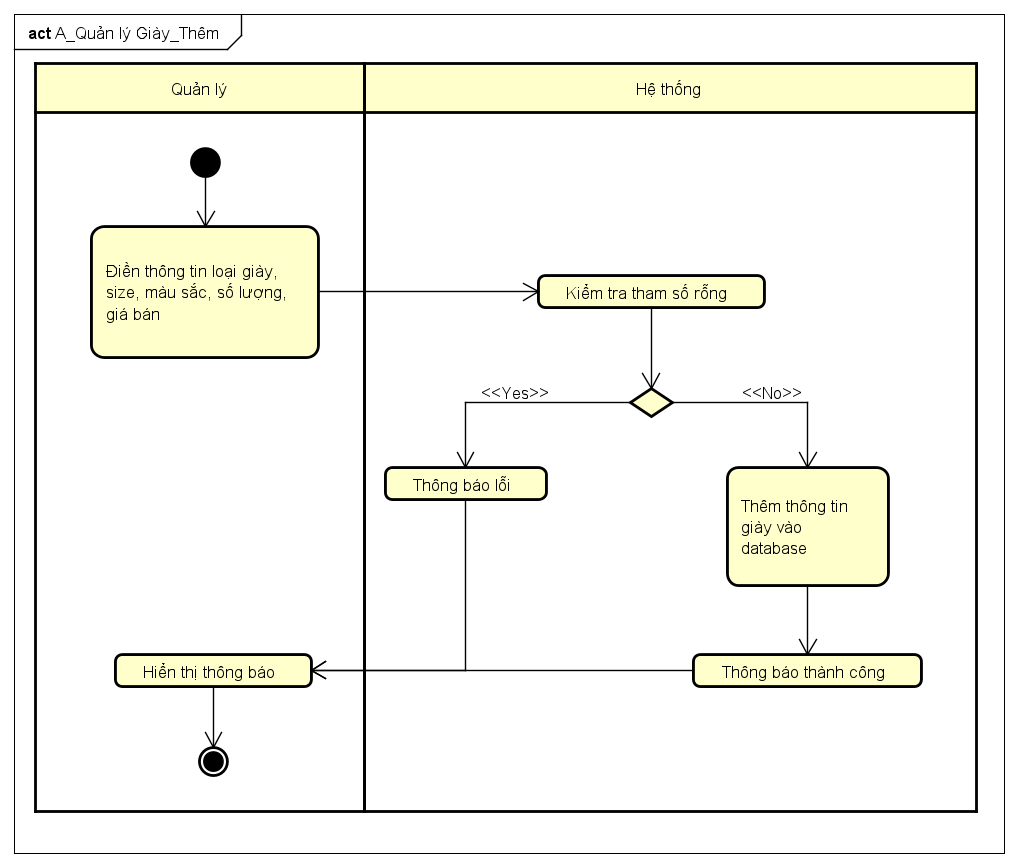 act A_Quản lý Giày_Thêm
Quản lý
Hệ thống
Điền thông tin loại giày,
size, màu sắc, số lượng,
giá bán
Kiểm tra tham số rỗng
<<Yes>>
<<No>>
Thông báo lỗi
Thêm thông tin
giày vào
database
Hiển thị thông báo
Thông báo thành công